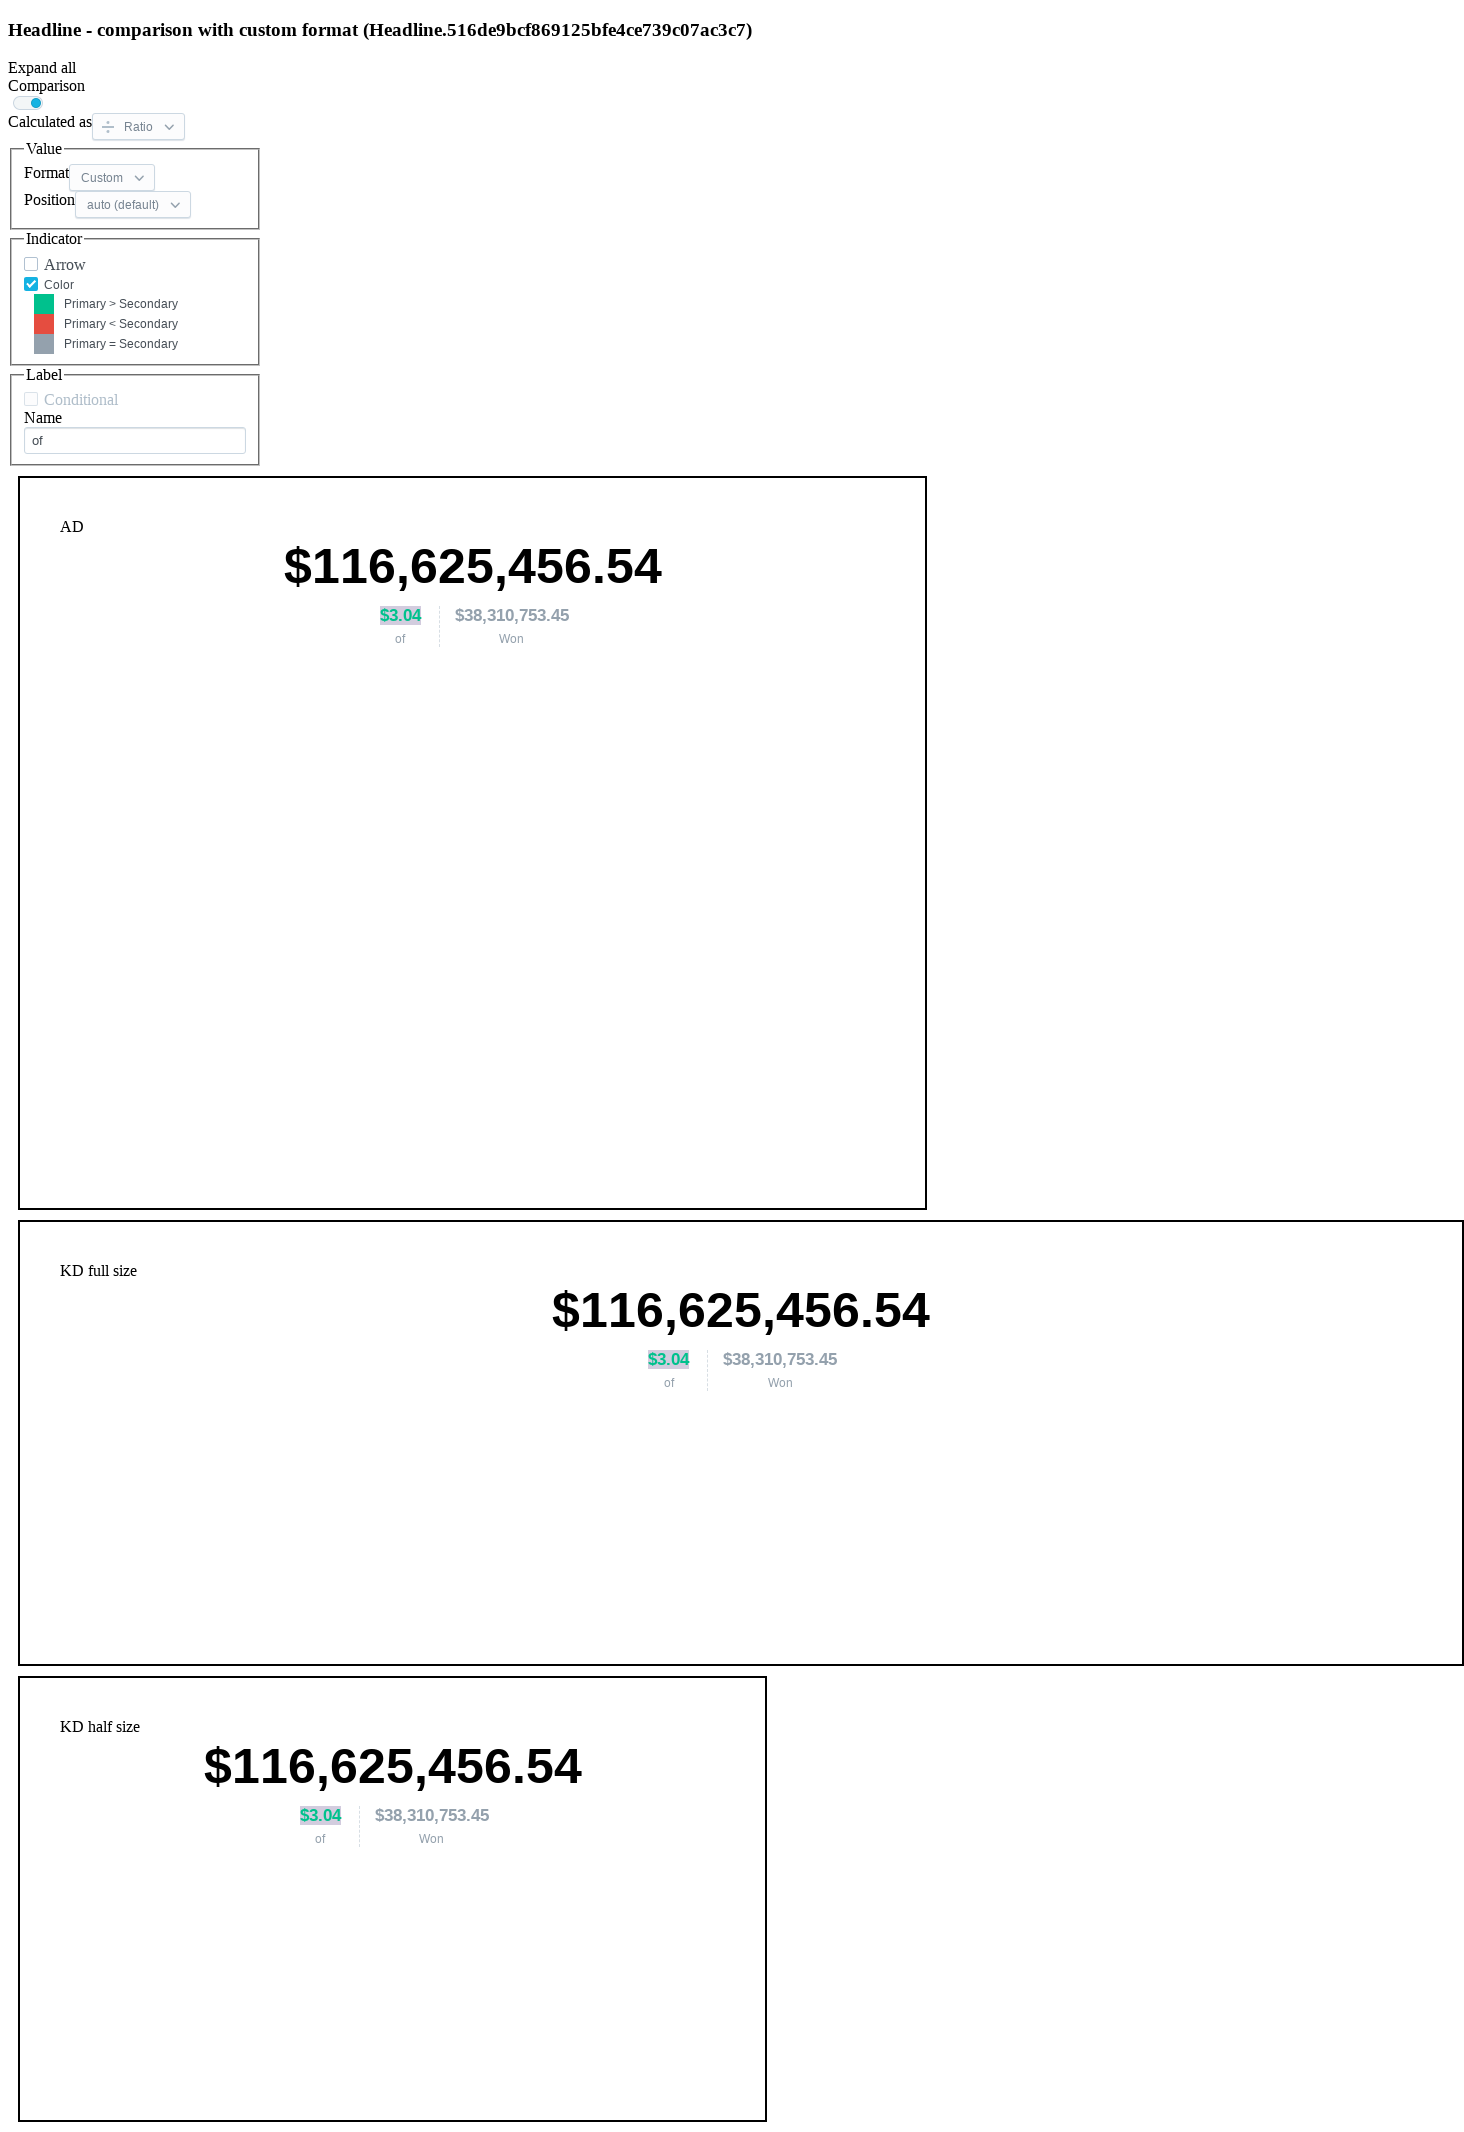 Headline - comparison with custom format (Headline.516de9bcf869125bfe4ce739c07ac3c7)
Expand all
Comparison
Calculated as Ratio
Value
Format Custom
Position auto (default)
Indicator
Arrow
Color
Primary > Secondary
Primary < Secondary
Primary = Secondary
Label
Conditional
Name
of
AD
$116,625,456.54
$3.04 $38,310,753.45
of Won
KD full size
$116,625,456.54
$3.04 $38,310,753.45
of Won
KD half size
$116,625,456.54
$3.04 $38,310,753.45
of Won